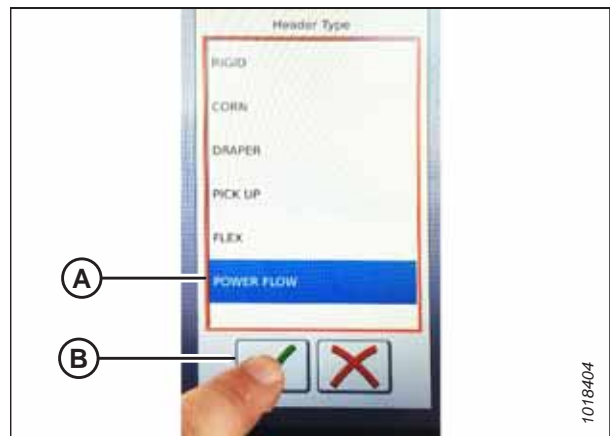 Header Type
RIGID
CORN
DRAPER
PICK UP
FLEX
POWER FLOW
A
B
1018404